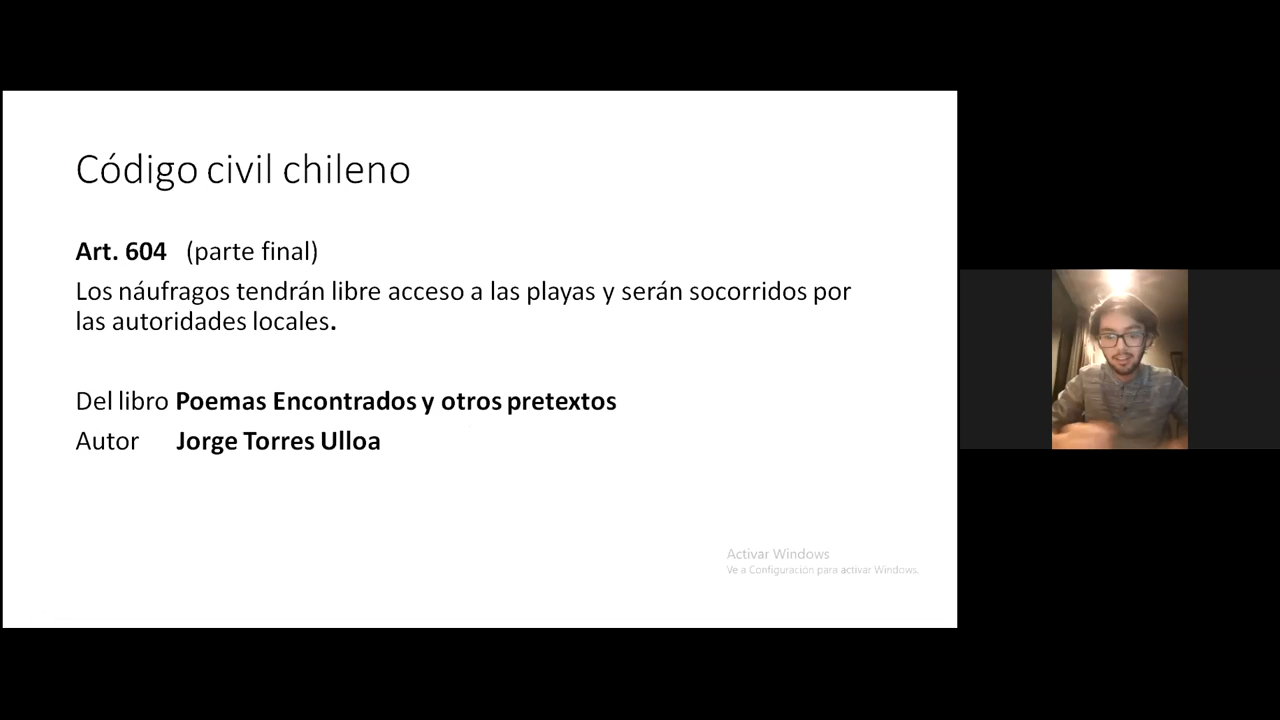 Código civil chileno
Art. 604 (parte final)
Los náufragos tendrán libre acceso a las playas y serán socorridos por
las autoridades locales.
Del libro Poemas Encontrados y otros pretextos
Autor Jorge Torres Ulloa
Activar Windows
Ve a Configuración para activar Windows.